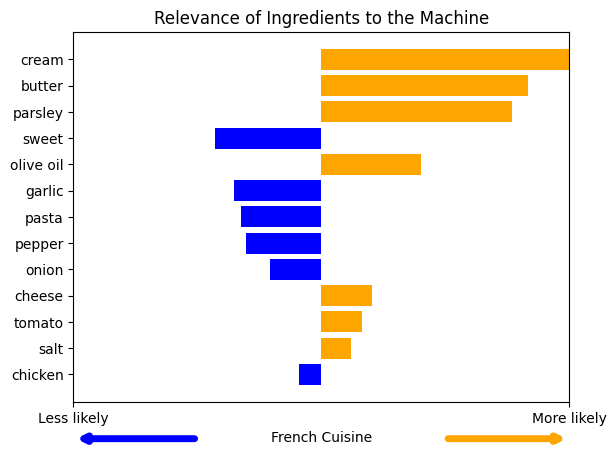 Relevance of Ingredients to the Machine
cream
butter
parsley
sweet
olive oil
garlic
pasta
pepper
onion
cheese
tomato
salt
chicken
Less likely
More likely
French Cuisine